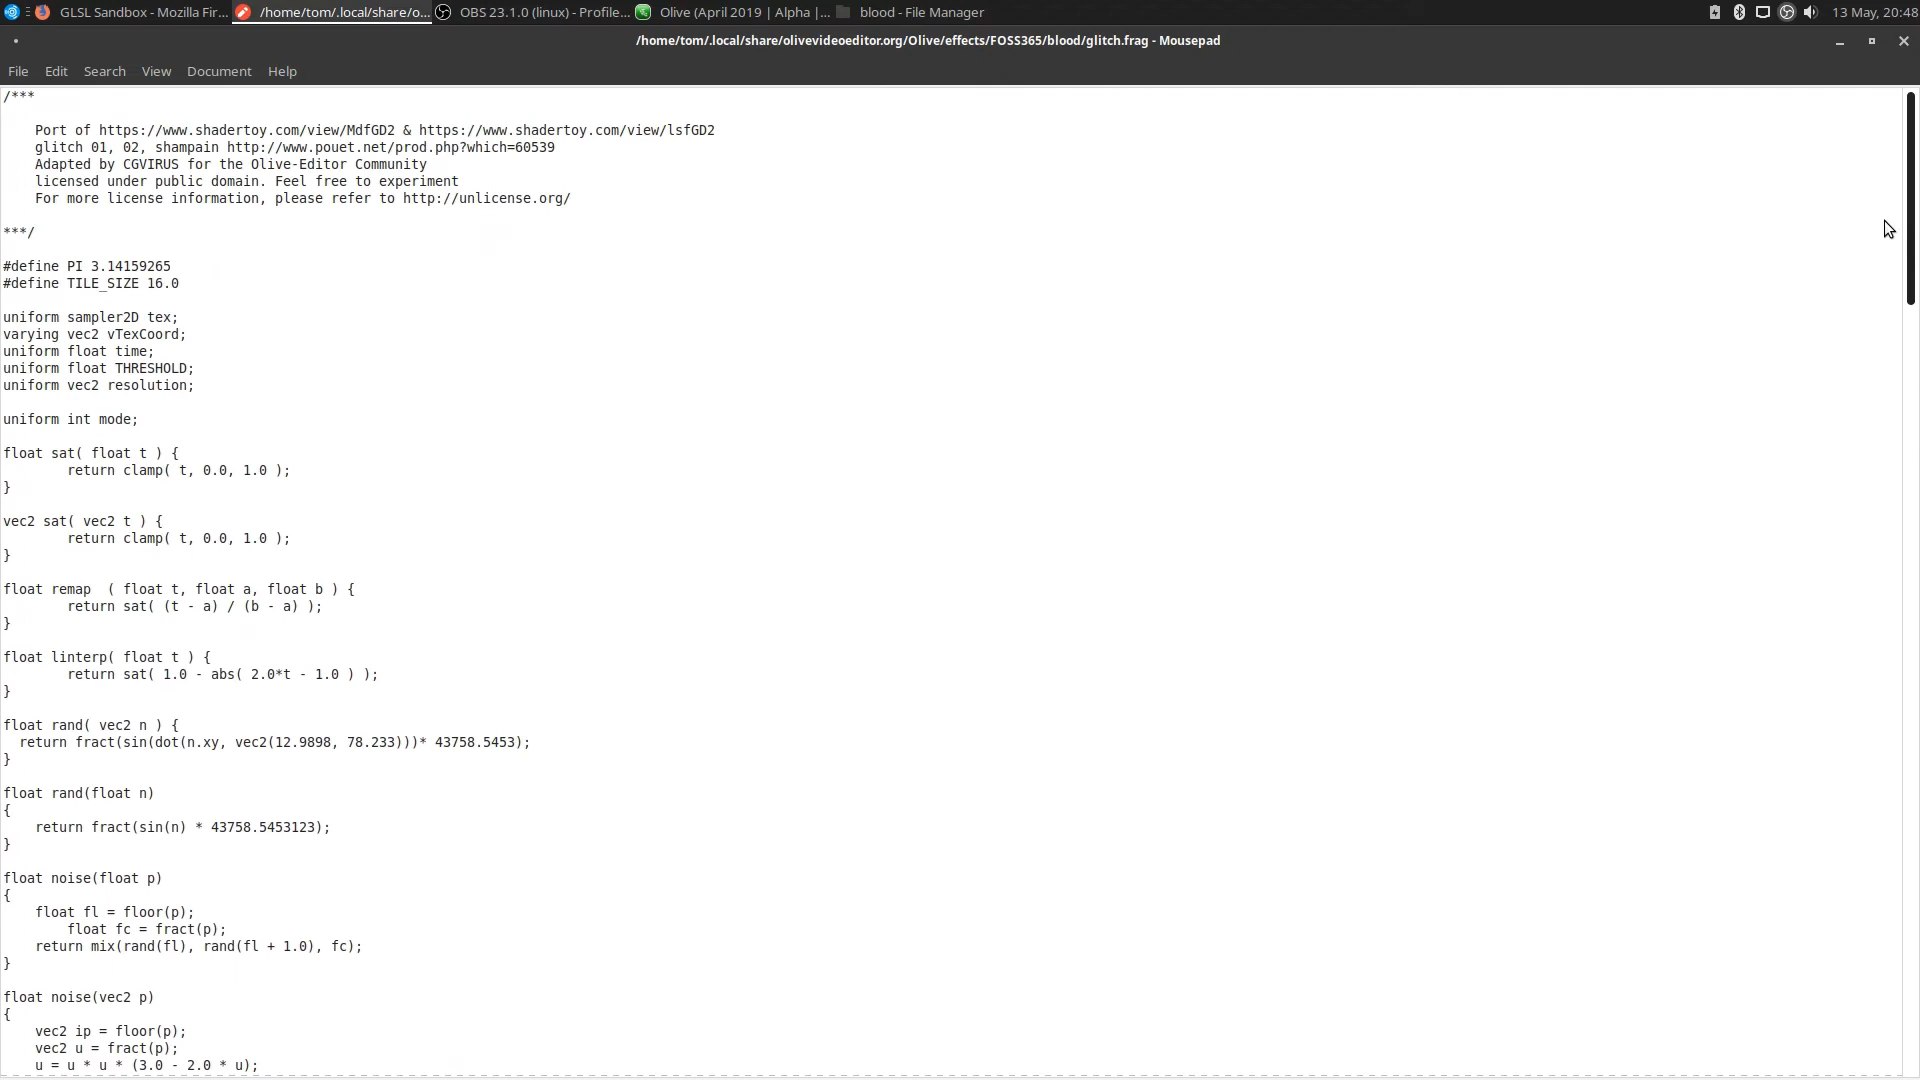 GLSL Sandbox - Mozilla Fir... /home/tom/.local/share/o... OBS 23.1.0 (linux) - Profile... Olive (April 2019 | Alpha |... blood - File Manager 13 May, 20:48
/home/tom/.local/share/olivevideoeditor.org/Olive/effects/FOSS365/blood/glitch.frag - Mousepad
File Edit Search View Document Help
/***
Port of https://www.shadertoy.com/view/MdfGD2 & https://www.shadertoy.com/view/lsfGD2
glitch 01, 02, shampain http://www.pouet.net/prod.php?which=60539
Adapted by CGVIRUS for the Olive-Editor Community
licensed under public domain. Feel free to experiment
For more license information, please refer to http://unlicense.org/
***/
#define PI 3.14159265
#define TILE_SIZE 16.0
uniform sampler2D tex;
varying vec2 vTexCoord;
uniform float time;
uniform float THRESHOLD;
uniform vec2 resolution;
uniform int mode;
float sat( float t ) {
return clamp( t, 0.0, 1.0 );
}
vec2 sat( vec2 t ) {
return clamp( t, 0.0, 1.0 );
}
float remap  ( float t, float a, float b ) {
return sat( (t - a) / (b - a) );
}
float linterp( float t ) {
return sat( 1.0 - abs( 2.0*t - 1.0 ) );
}
float rand( vec2 n ) {
return fract(sin(dot(n.xy, vec2(12.9898, 78.233)))* 43758.5453);
}
float rand(float n)
{
return fract(sin(n) * 43758.5453123);
}
float noise(float p)
{
float fl = floor(p);
float fc = fract(p);
return mix(rand(fl), rand(fl + 1.0), fc);
}
float noise(vec2 p)
{
vec2 ip = floor(p);
vec2 u = fract(p);
u = u * u * (3.0 - 2.0 * u);